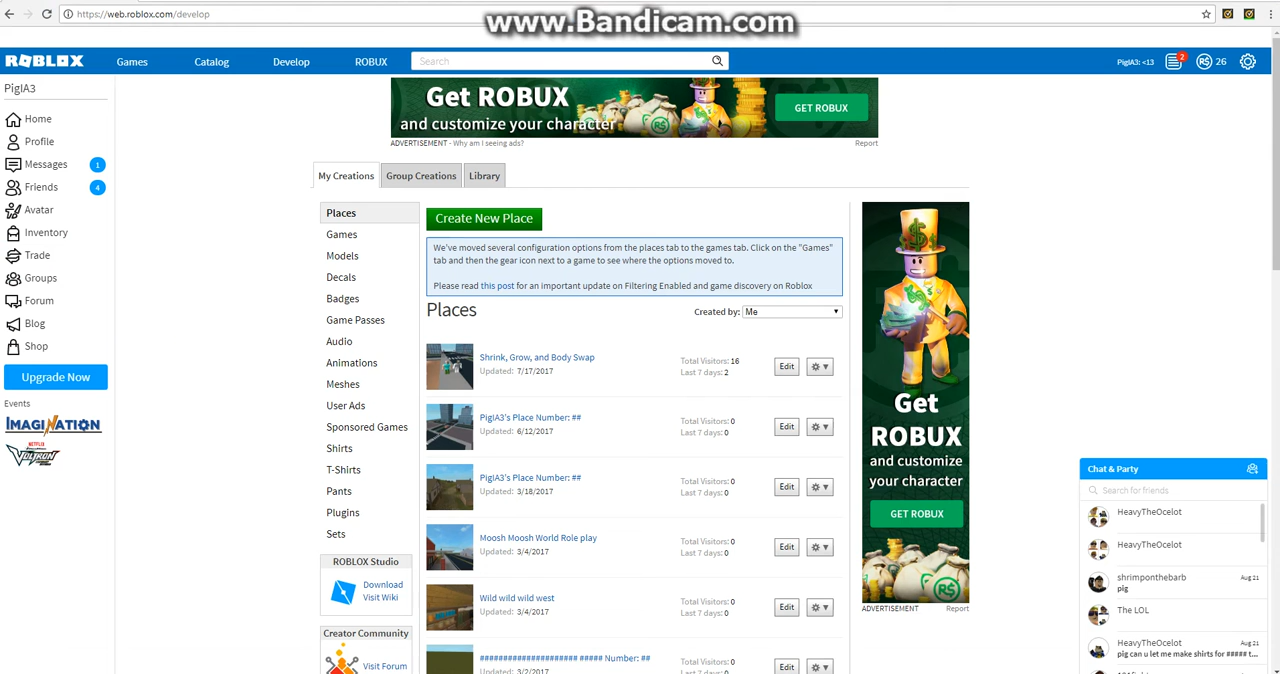 www.Bandicam.com
https://web.roblox.com/develop
ROBLOX
Games
Catalog
Develop
ROBUX
Search
PigIA3: <13
2
26
PigIA3
Home
Profile
Messages
1
Friends
4
Avatar
Inventory
Trade
Groups
Forum
Blog
Shop
Upgrade Now
Events
IMAGINATION
NETFLIX
VOLTRON
Get ROBUX
and customize your character
GET ROBUX
ADVERTISEMENT - Why am I seeing ads?
Report
My Creations
Group Creations
Library
Places
Games
Models
Decals
Badges
Game Passes
Audio
Animations
Meshes
User Ads
Sponsored Games
Shirts
T-Shirts
Pants
Plugins
Sets
ROBLOX Studio
Download
Visit Wiki
Creator Community
Visit Forum
Create New Place
We've moved several configuration options from the places tab to the games tab. Click on the "Games"
tab and then the gear icon next to a game to see where the options moved to.
Please read this post for an important update on Filtering Enabled and game discovery on Roblox
Places
Created by: Me
Shrink, Grow, and Body Swap
Updated: 7/17/2017
Total Visitors: 16
Last 7 days: 2
Edit
PigIA3's Place Number: ##
Updated: 6/12/2017
Total Visitors: 0
Last 7 days: 0
Edit
PigIA3's Place Number: ##
Updated: 3/18/2017
Total Visitors: 0
Last 7 days: 0
Edit
Moosh Moosh World Role play
Updated: 3/4/2017
Total Visitors: 0
Last 7 days: 0
Edit
Wild wild wild west
Updated: 3/4/2017
Total Visitors: 0
Last 7 days: 0
Edit
##################### ##### Number: ##
Updated: 3/2/2017
Total Visitors: 0
Last 7 days: 0
Edit
Get
ROBUX
and customize
your character
GET ROBUX
ADVERTISEMENT
Report
Chat & Party
Search for friends
HeavyTheOcelot
HeavyTheOcelot
shrimponthebarb
Aug 21
pig
The LOL
HeavyTheOcelot
Aug 21
pig can u let me make shirts for ##### t...